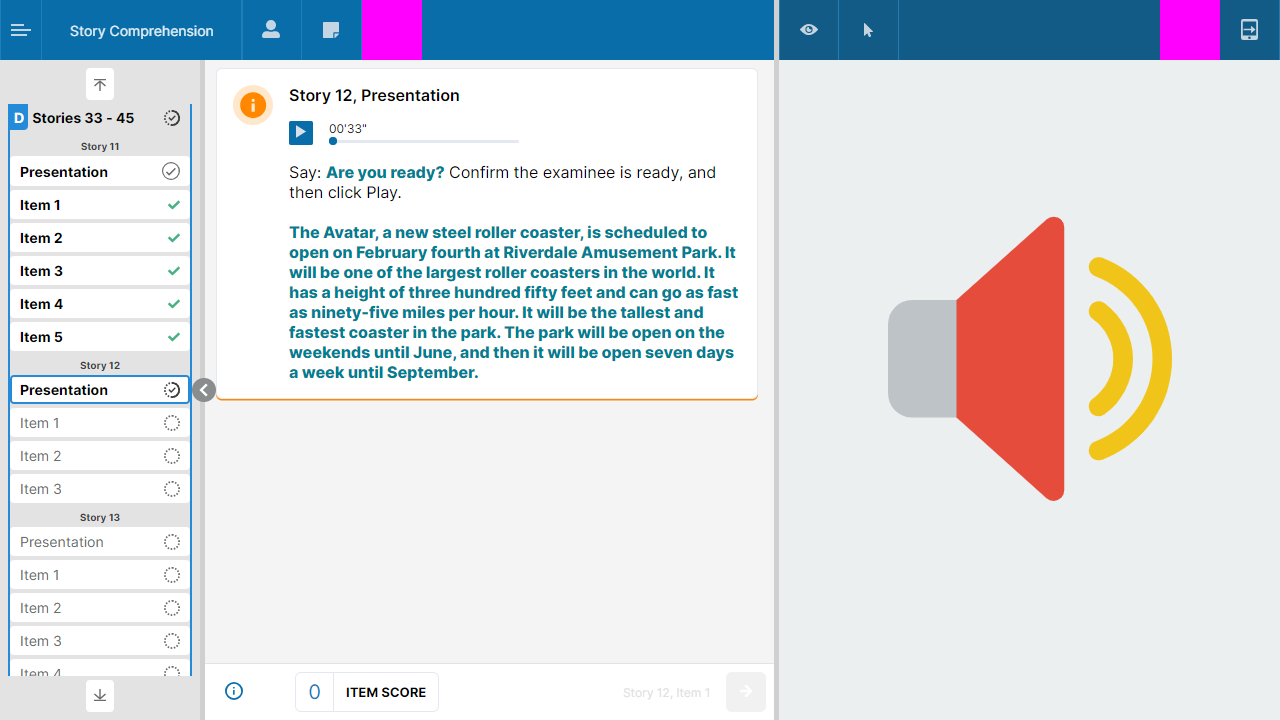 Story Comprehension
D Stories 33 - 45
Story 11
Presentation
Item 1
Item 2
Item 3
Item 4
Item 5
Story 12
Presentation
Item 1
Item 2
Item 3
Story 13
Presentation
Item 1
Item 2
Item 3
Item 4
Story 12, Presentation
00'33"
Say: Are you ready? Confirm the examinee is ready, and
then click Play.
The Avatar, a new steel roller coaster, is scheduled to
open on February fourth at Riverdale Amusement Park. It
will be one of the largest roller coasters in the world. It
has a height of three hundred fifty feet and can go as fast
as ninety-five miles per hour. It will be the tallest and
fastest coaster in the park. The park will be open on the
weekends until June, and then it will be open seven days
a week until September.
0 ITEM SCORE
Story 12, Item 1